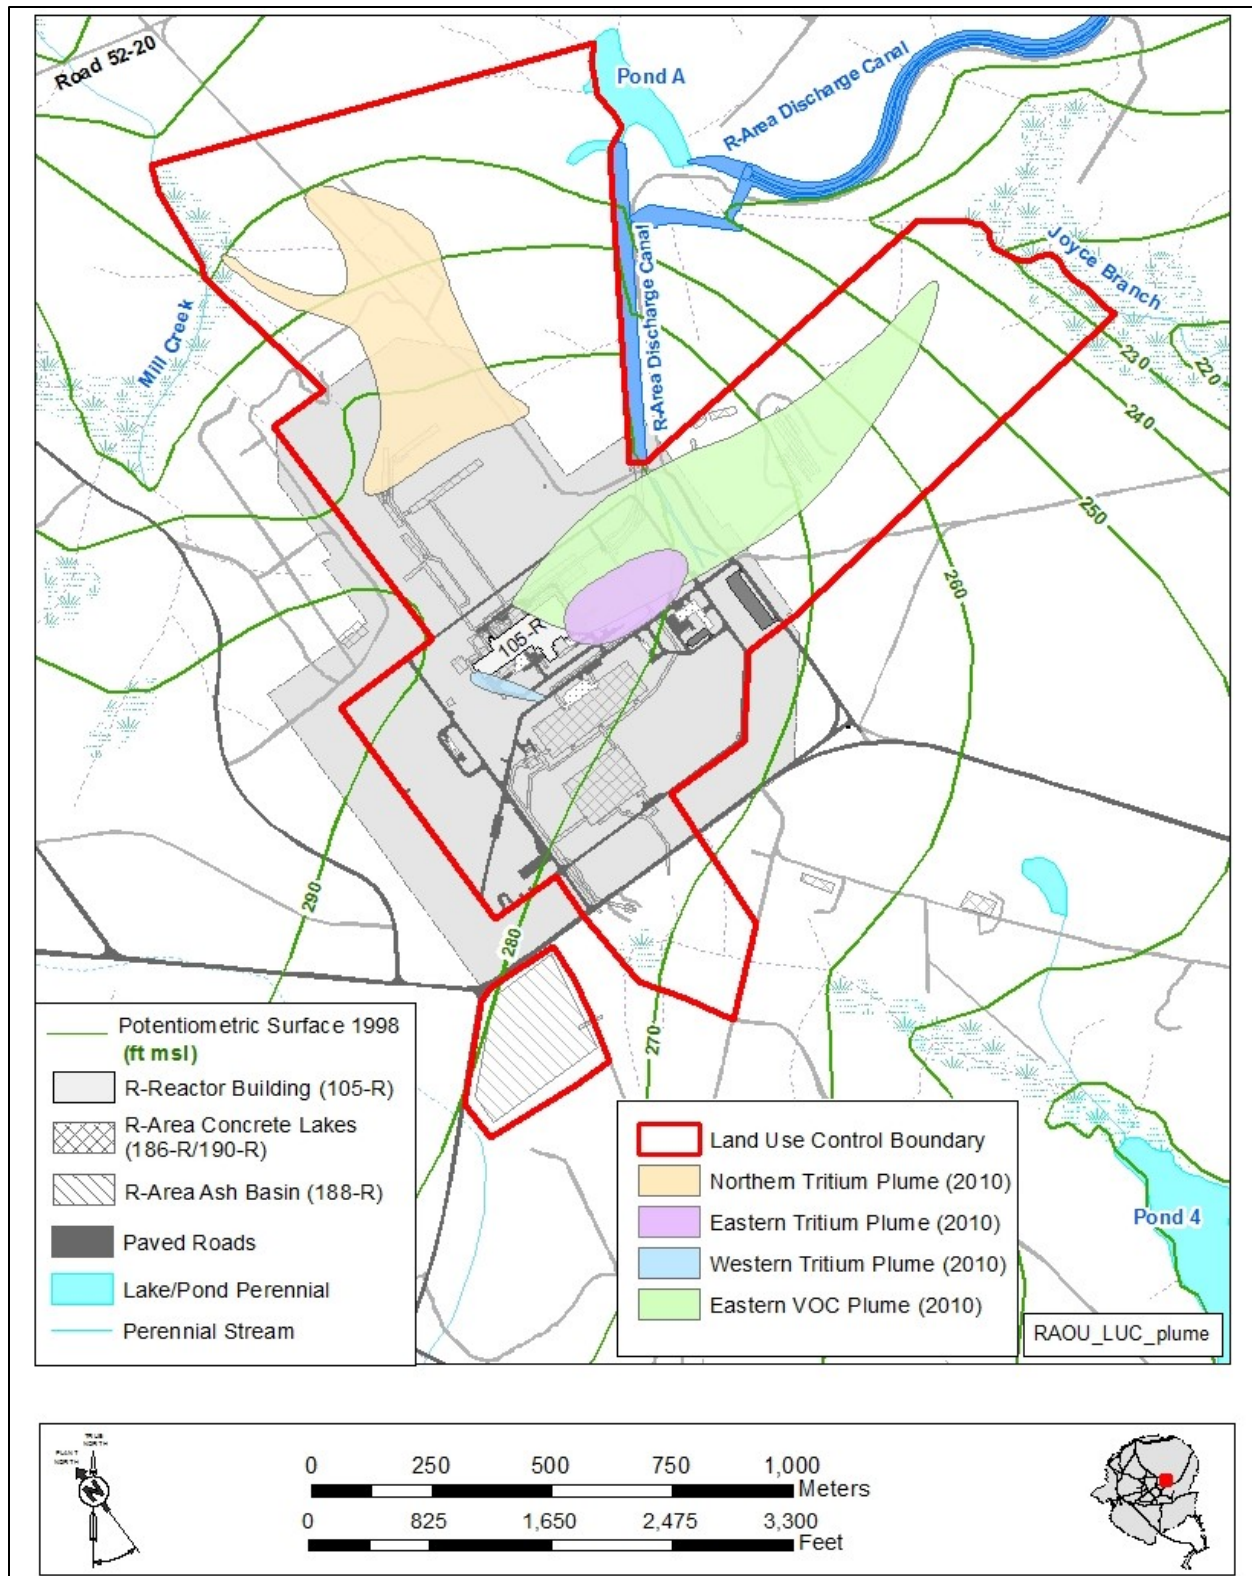 Road 52-20
Pond A
R-Area Discharge Canal
R-Area Discharge Canal
Joyce Branch
Mill Creek
230
220
240
250
260
105-R
290
280
270
Pond 4
Potentiometric Surface 1998
(ft msl)
R-Reactor Building (105-R)
R-Area Concrete Lakes
(186-R/190-R)
R-Area Ash Basin (188-R)
Paved Roads
Lake/Pond Perennial
Perennial Stream
Land Use Control Boundary
Northern Tritium Plume (2010)
Eastern Tritium Plume (2010)
Western Tritium Plume (2010)
Eastern VOC Plume (2010)
RAOU_LUC_plume
TRUE
NORTH
PLANT
NORTH
N
0 250 500 750 1,000
Meters
0 825 1,650 2,475 3,300
Feet